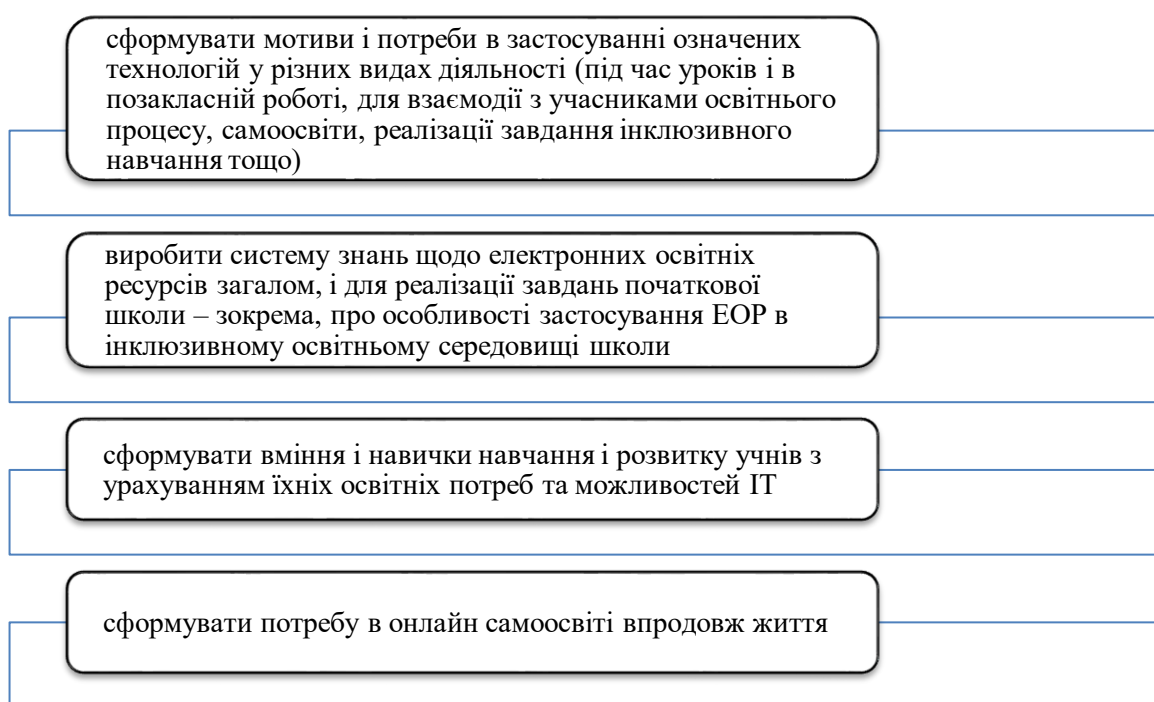 сформувати мотиви і потреби в застосуванні означених
технологій у різних видах діяльності (під час уроків і в
позакласній роботі, для взаємодії з учасниками освітнього
процесу, самоосвіти, реалізації завдання інклюзивного
навчання тощо)
виробити систему знань щодо електронних освітніх
ресурсів загалом, і для реалізації завдань початкової
школи – зокрема, про особливості застосування ЕОР в
інклюзивному освітньому середовищі школи
сформувати вміння і навички навчання і розвитку учнів з
урахуванням їхніх освітніх потреб та можливостей ІТ
сформувати потребу в онлайн самоосвіті впродовж життя